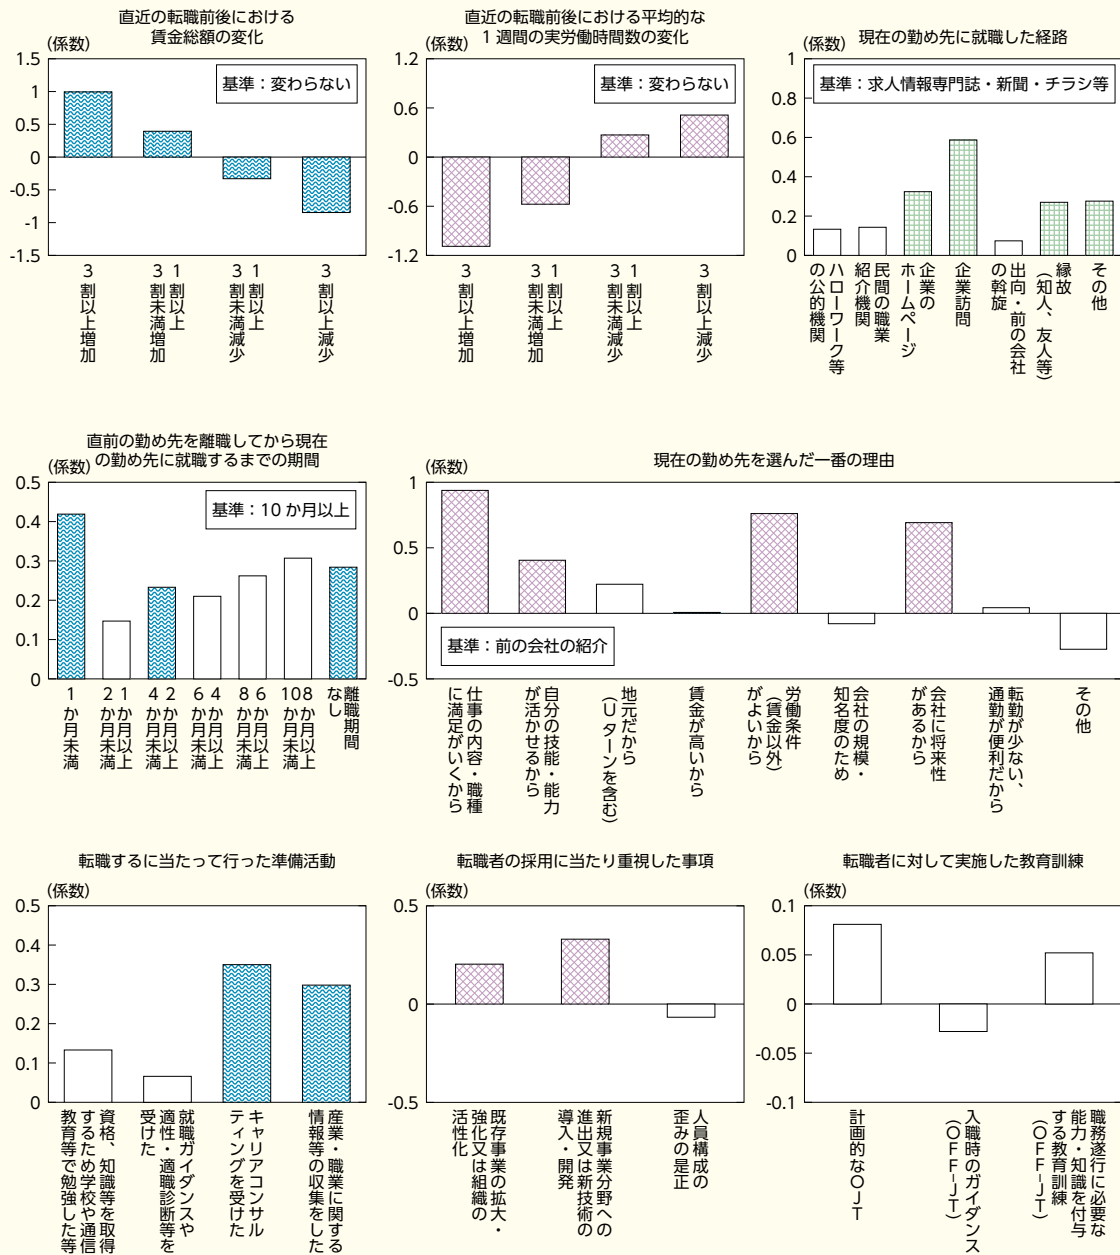 直近の転職前後における
賃金総額の変化
(係数)
1.5
1
0.5
0
-0.5
-1
-1.5
基準：変わらない
3割以上増加
1割以上
3割未満増加
1割以上
3割未満減少
3割以上減少
直近の転職前後における平均的な
1週間の実労働時間数の変化
(係数)
1.2
0.6
0
-0.6
-1.2
基準：変わらない
3割以上増加
1割以上
3割未満増加
1割以上
3割未満減少
3割以上減少
現在の勤め先に就職した経路
(係数)
1
0.8
0.6
0.4
0.2
0
基準：求人情報専門誌・新聞・チラシ等
ハローワーク等
の公的機関
民間の職業
紹介機関
企業の
ホームページ
企業訪問
出向・前の会社
の斡旋
縁故
（知人、友人等）
その他
直前の勤め先を離職してから現在
の勤め先に就職するまでの期間
(係数)
0.5
0.4
0.3
0.2
0.1
0
基準：10か月以上
1か月未満
1か月以上
2か月未満
2か月以上
4か月未満
4か月以上
6か月未満
6か月以上
8か月未満
8か月以上
10か月未満
離職期間
なし
現在の勤め先を選んだ一番の理由
(係数)
1
0.5
0
-0.5
基準：前の会社の紹介
仕事の内容・職種
に満足がいくから
自分の技能・能力
が活かせるから
地元だから
（Uターンを含む）
賃金が高いから
労働条件
（賃金以外）
がよいから
会社の規模・
知名度のため
会社に将来性
があるから
転勤が少ない、
通勤が便利だから
その他
転職するに当たって行った準備活動
(係数)
0.5
0.4
0.3
0.2
0.1
0
資格、知識等を取得
するため学校や通信
教育等で勉強した等
就職ガイダンスや
適性・適職診断等を
受けた
キャリアコンサル
ティングを受けた
産業・職業に関する
情報等の収集をした
転職者の採用に当たり重視した事項
(係数)
0.5
0
-0.5
既存事業の拡大・
強化又は組織の
活性化
新規事業分野への
進出又は新技術の
導入・開発
人員構成の
歪みの是正
転職者に対して実施した教育訓練
(係数)
0.1
0.05
0
-0.05
-0.1
計画的なOJT
入職時のガイダンス
（OFF-JT）
職務遂行に必要な
能力・知識を付与
する教育訓練
（OFF-JT）